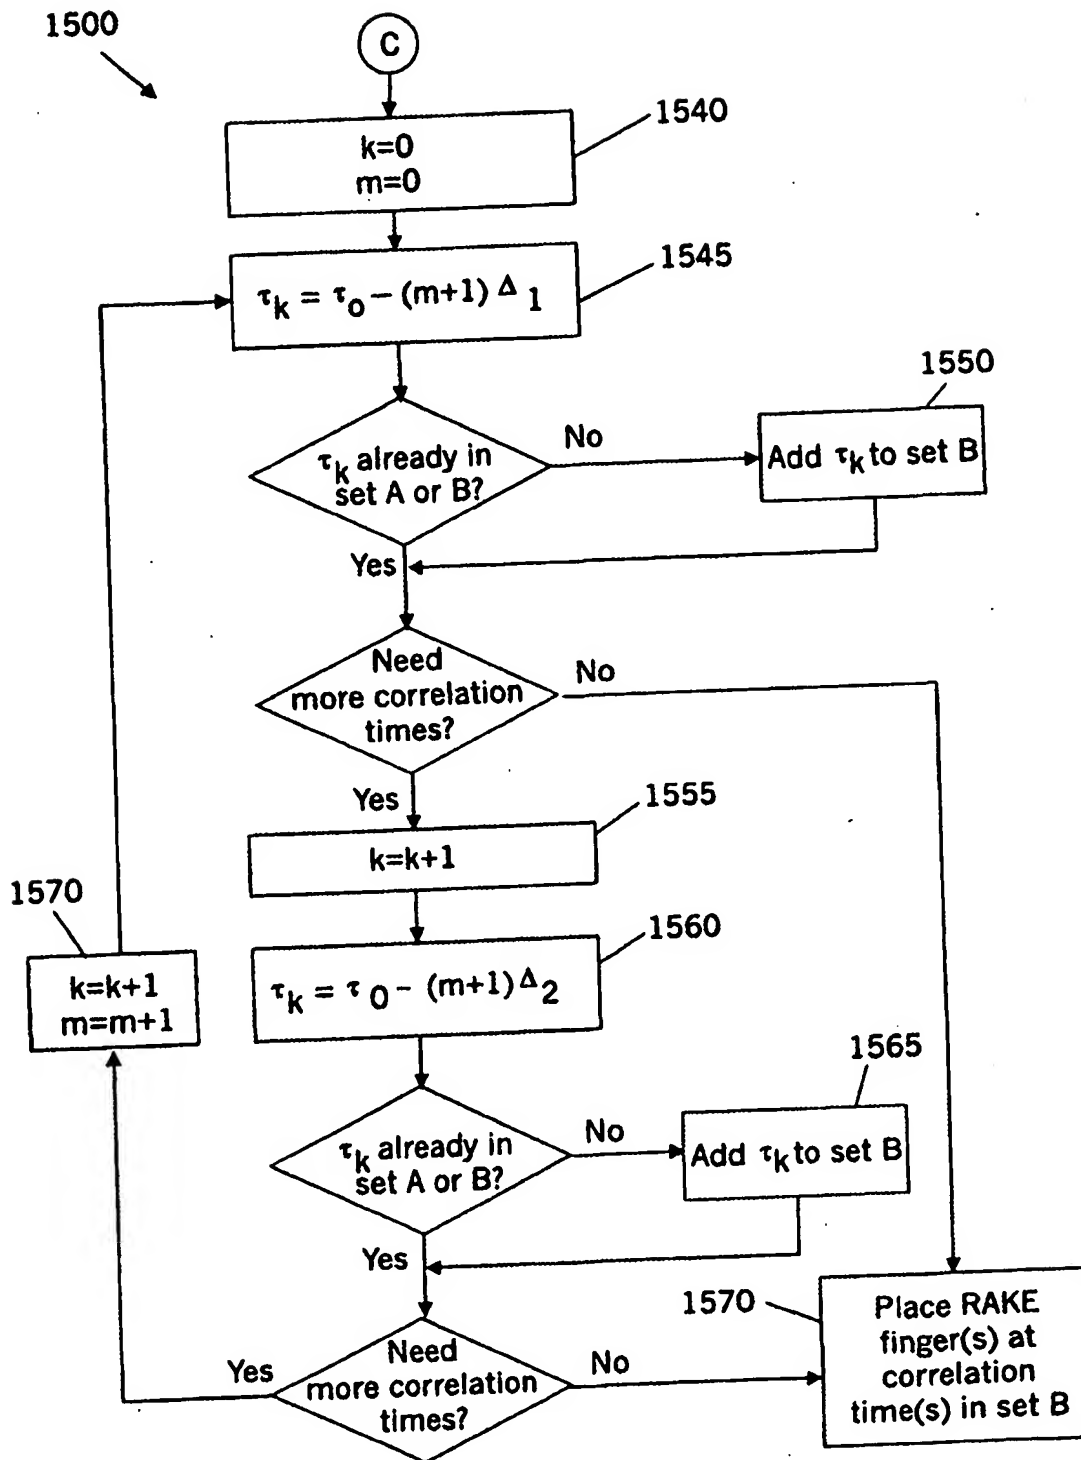 1500
C
1540
k=0
m=0
1545
τk = τo − (m+1) Δ1
1550
τk already in
set A or B?
No
Add τk to set B
Yes
Need
more correlation
times?
No
Yes
1555
k=k+1
1570
k=k+1
m=m+1
1560
τk = τ0 − (m+1) Δ2
1565
τk already in
set A or B?
No
Add τk to set B
Yes
1570
Place RAKE
finger(s) at
correlation
time(s) in set B
Need
more correlation
times?
Yes
No